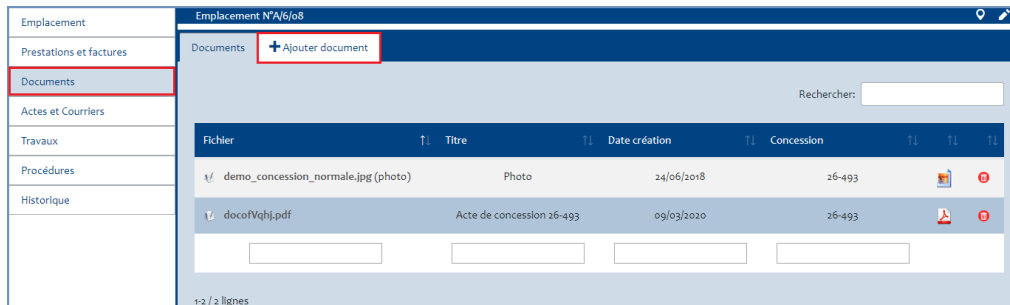 Emplacement
Prestations et factures
Documents
Actes et Courriers
Travaux
Procédures
Historique
Emplacement N°A/6/08
Documents
Ajouter document
Rechercher:
Fichier Titre Date création Concession
demo_concession_normale.jpg (photo) Photo 24/06/2018 26-493
docofVqhj.pdf Acte de concession 26-493 09/03/2020 26-493
1-2 / 2 lignes